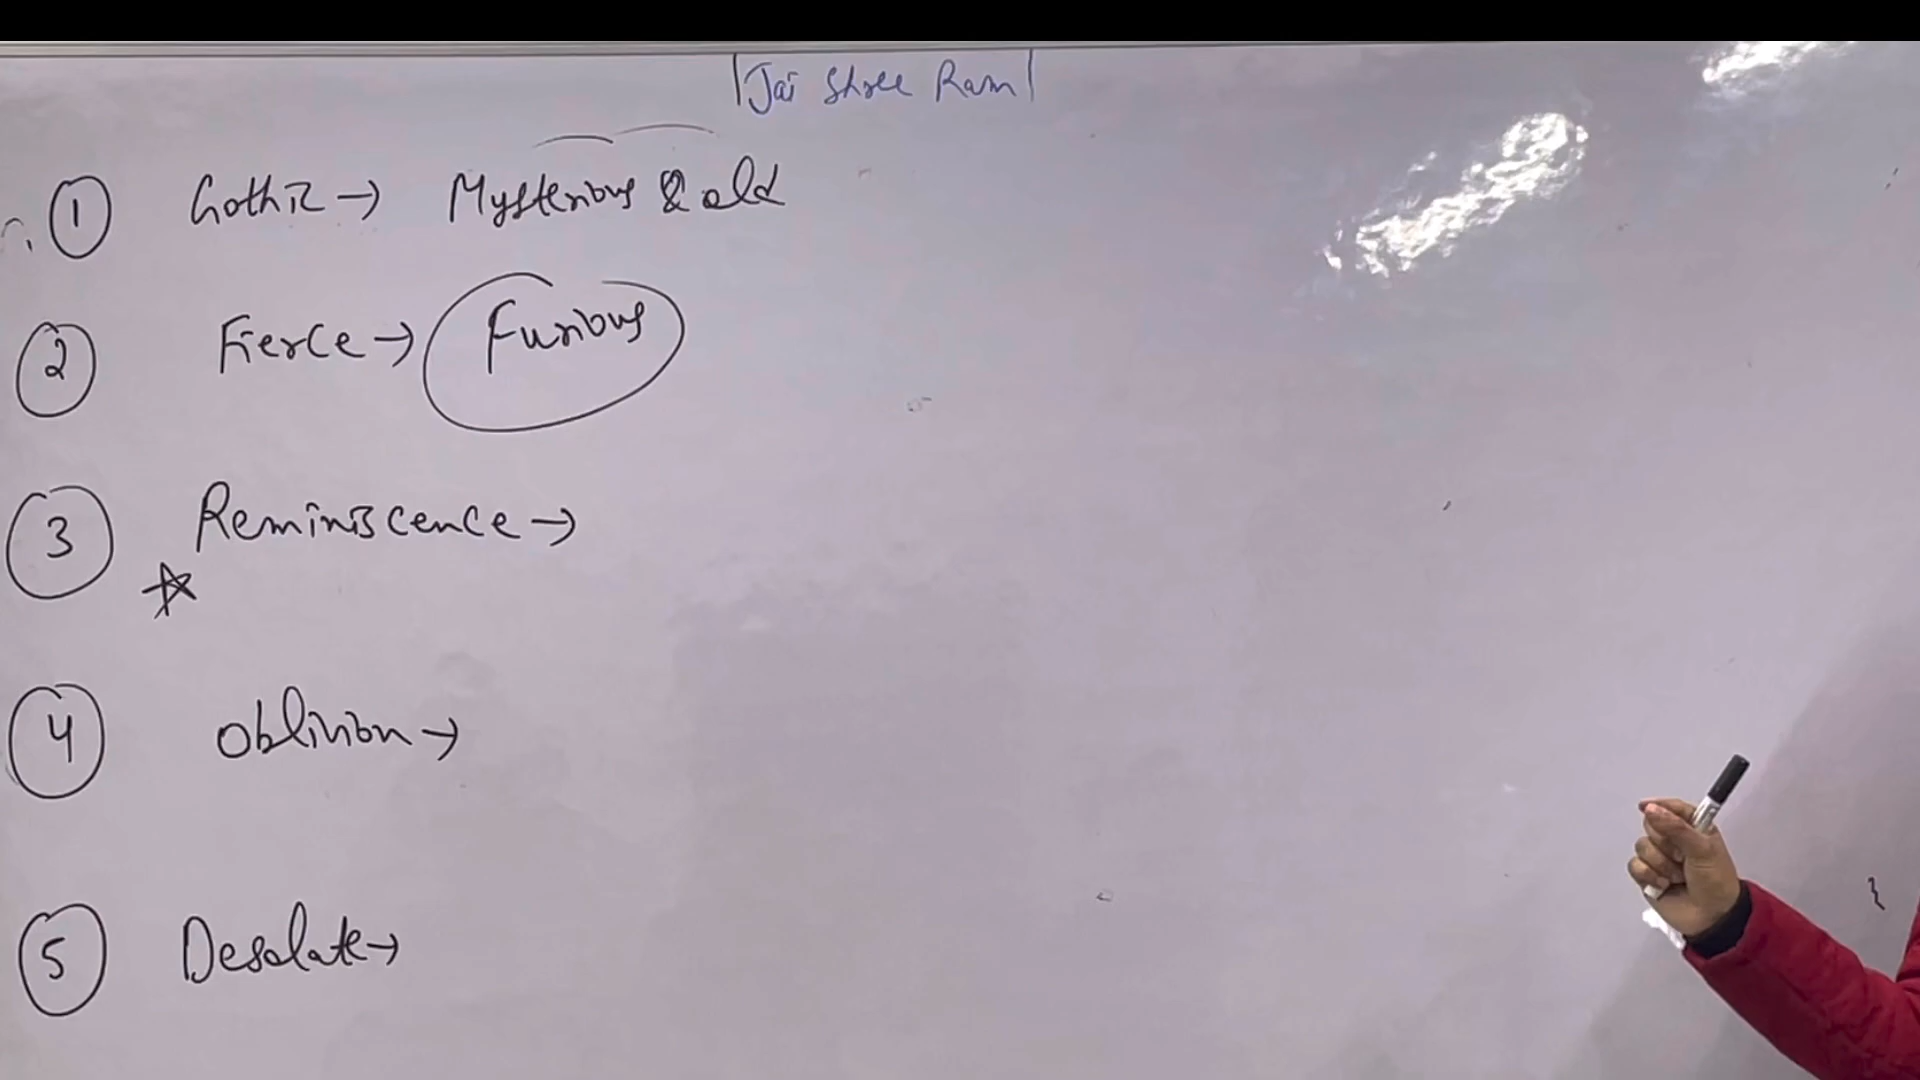 |Jai Shree Ram|
1 Gothic → Mysterious & old
2 Fierce → Furious
3 Reminiscence →
4 Oblivion →
5 Desolate →